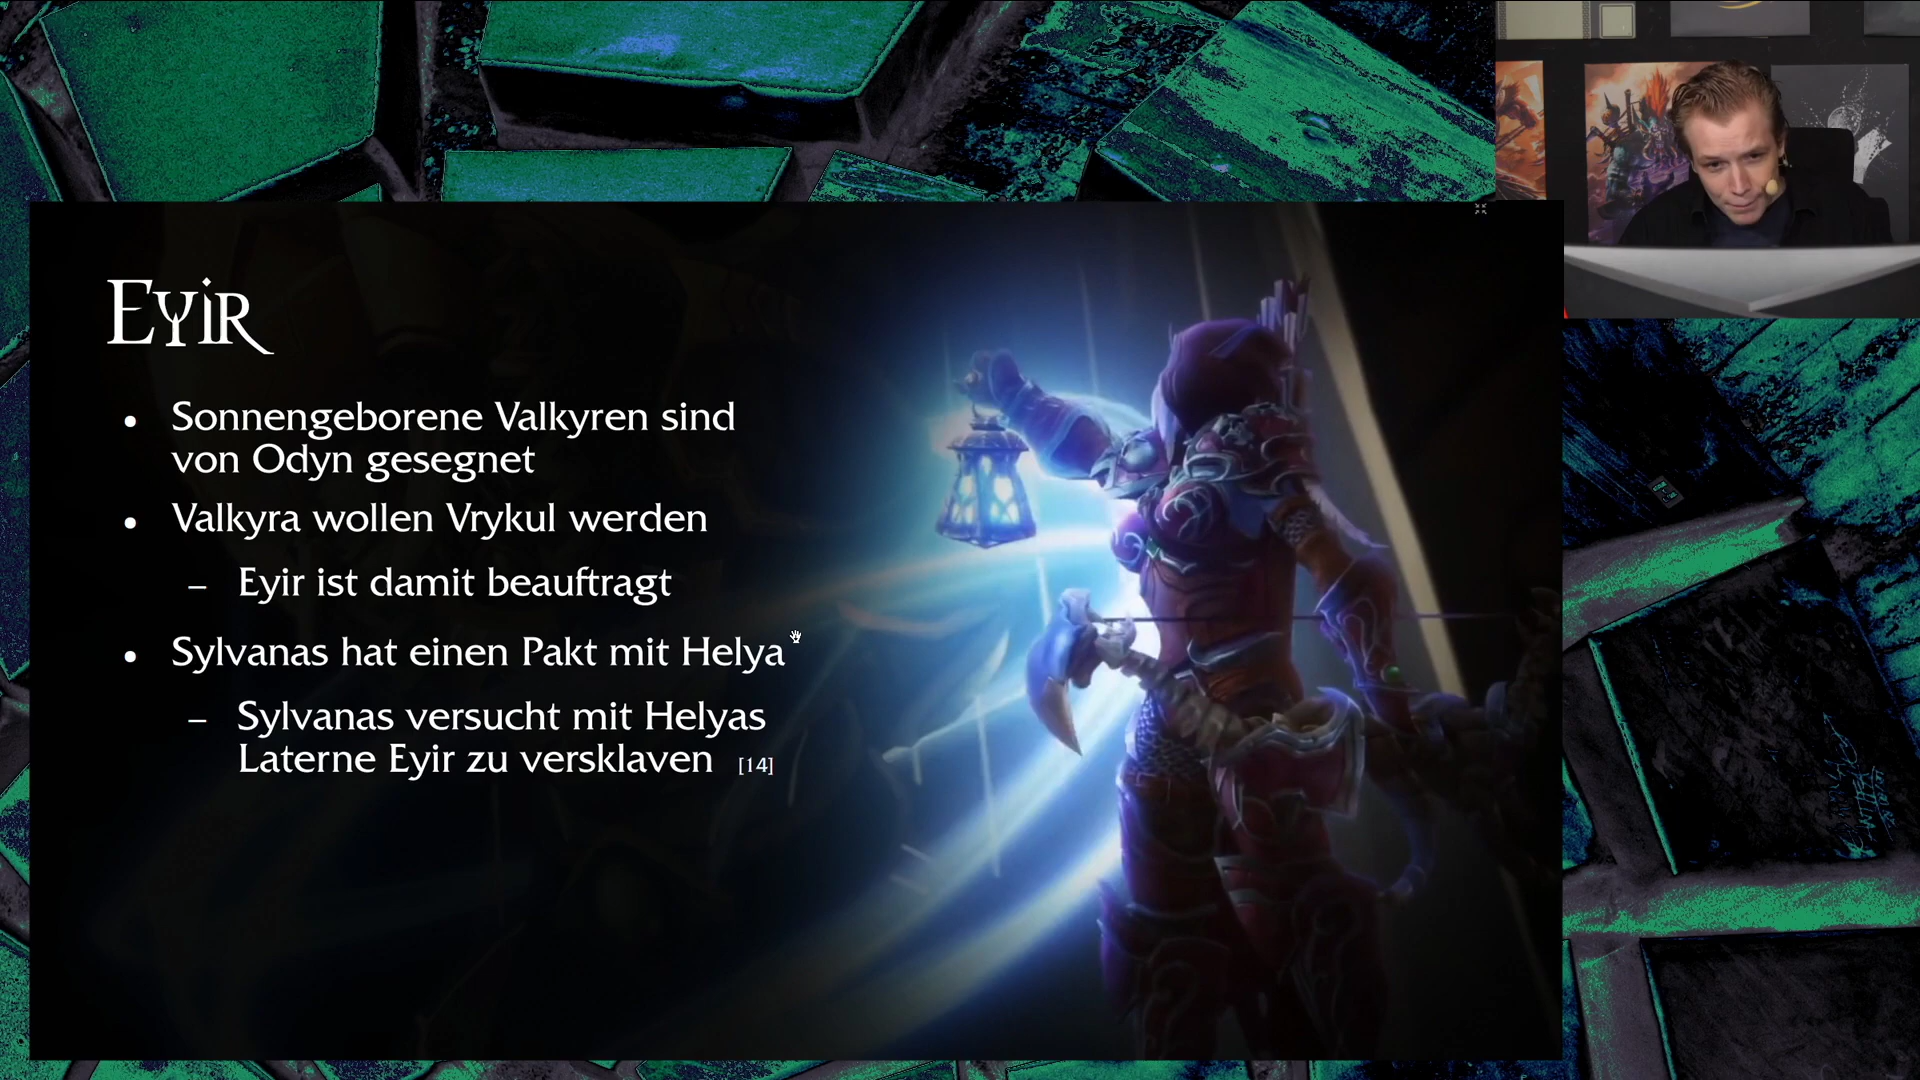 Eyir
• Sonnengeborene Valkyren sind
von Odyn gesegnet
• Valkyra wollen Vrykul werden
– Eyir ist damit beauftragt
• Sylvanas hat einen Pakt mit Helya
– Sylvanas versucht mit Helyas
Laterne Eyir zu versklaven [14]